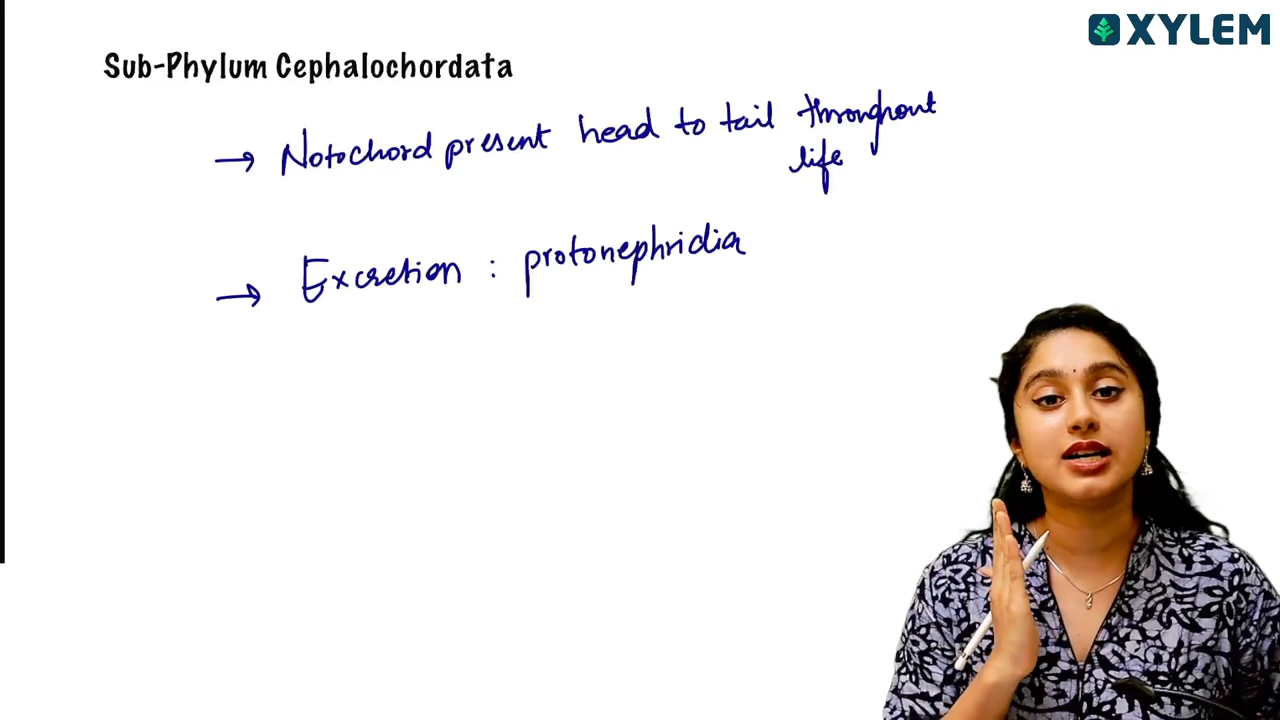 XYLEM
Sub-Phylum Cephalochordata
→ Notochord present head to tail throughout
life
→ Excretion : protonephridia